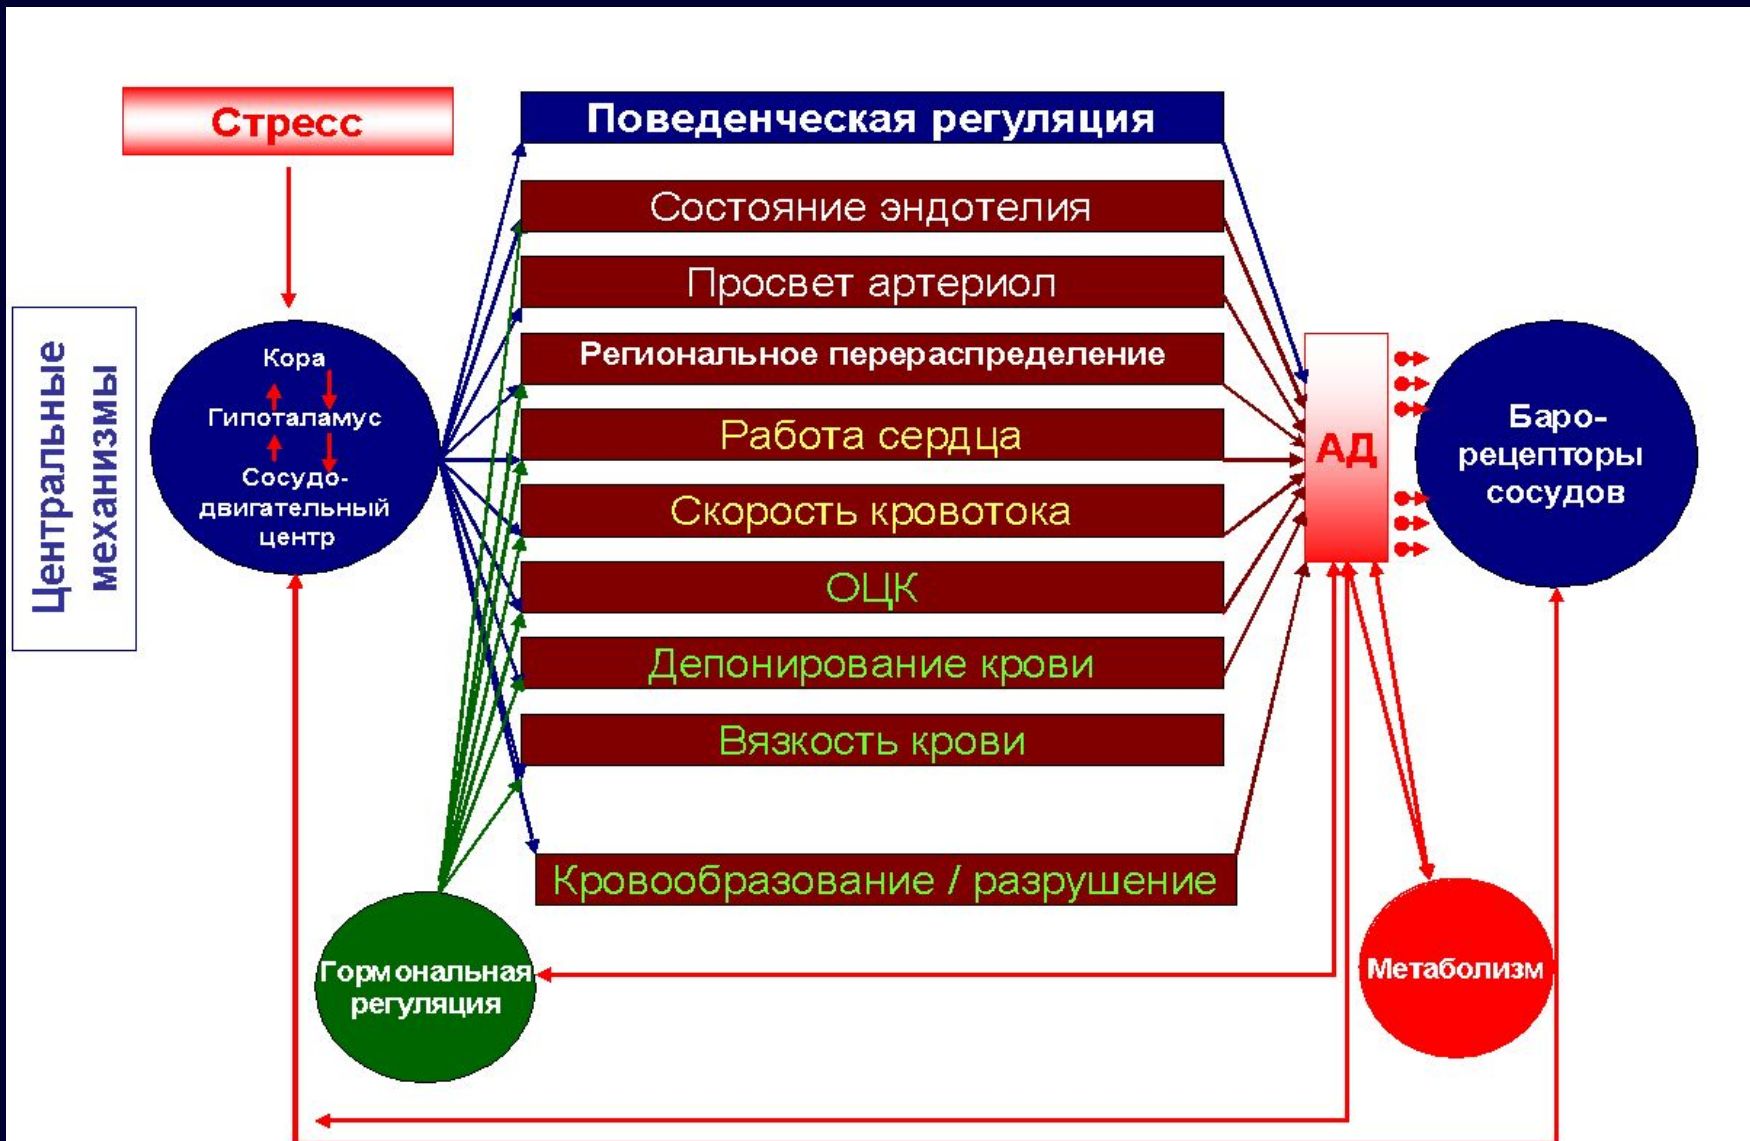 Стресс
Поведенческая регуляция
Состояние эндотелия
Просвет артериол
Региональное перераспределение
Работа сердца
Скорость кровотока
ОЦК
Депонирование крови
Вязкость крови
Кровообразование / разрушение
Центральные
механизмы
Кора
Гипоталамус
Сосудо-
двигательный
центр
АД
Баро-
рецепторы
сосудов
Гормональная
регуляция
Метаболизм